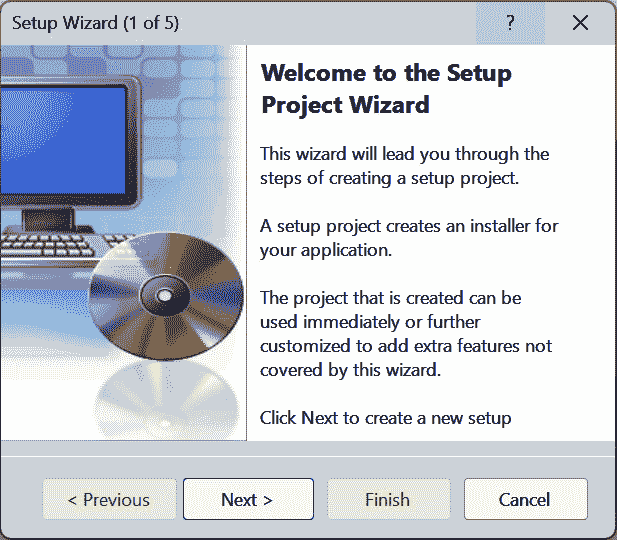 Setup Wizard (1 of 5)
?
Welcome to the Setup
Project Wizard
This wizard will lead you through the
steps of creating a setup project.
A setup project creates an installer for
your application.
The project that is created can be
used immediately or further
customized to add extra features not
covered by this wizard.
Click Next to create a new setup
< Previous
Next >
Finish
Cancel